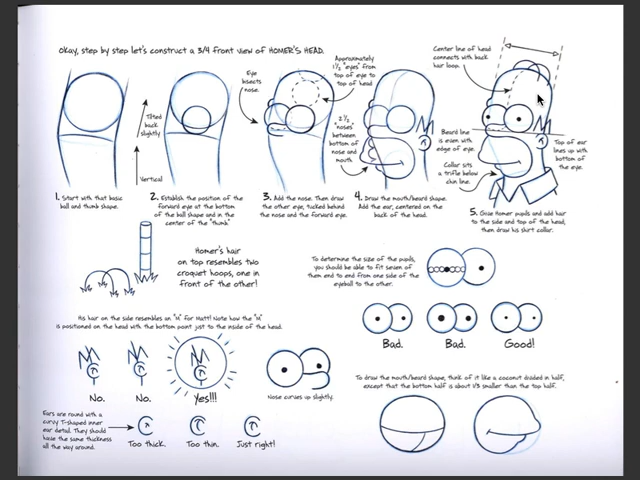 Okay, step by step let's construct a 3/4 front view of HOMER'S HEAD.
Eye
bisects
nose.
Approximately
1 1/2 "eyes" from
top of eye to
top of head
Center line of head
connects with back
hair loop.
Tilted
back
slightly
Vertical
2 1/2
"noses"
between
bottom of
nose and
mouth
Beard line
is even with
edge of eye.
Collar sits
a trifle below
chin line.
Top of ear
lines up with
bottom of
the eye.
1. Start with that basic
ball and thumb shape.
2. Establish the position of the
forward eye at the bottom
of the ball shape and in the
center of the "thumb"
3. Add the nose. Then draw
the other eye, tucked behind
the nose and the forward eye.
4. Draw the mouth/beard shape.
Add the ear, centered on the
back of the head.
5. Give Homer pupils and add hair
to the side and top of the head,
then draw his shirt collar.
Homer's hair
on top resembles two
croquet hoops, one in
front of the other!
To determine the size of the pupils,
you should be able to fit seven of
them end to end from one side of the
eyeball to the other.
Bad.
Bad.
Good!
His hair on the side resembles an "M" for Matt! Note how the "M"
is positioned on the head with the bottom point just to the inside of the head.
No.
No.
Yes!!!
Nose curves up slightly.
Ears are round with a
curvy T-shaped inner
ear detail. They should
have the same thickness
all the way around.
Too thick.
Too thin.
Just right!
To draw the mouth/beard shape, think of it like a coconut divided in half,
except that the bottom half is about 1/3 smaller than the top half.